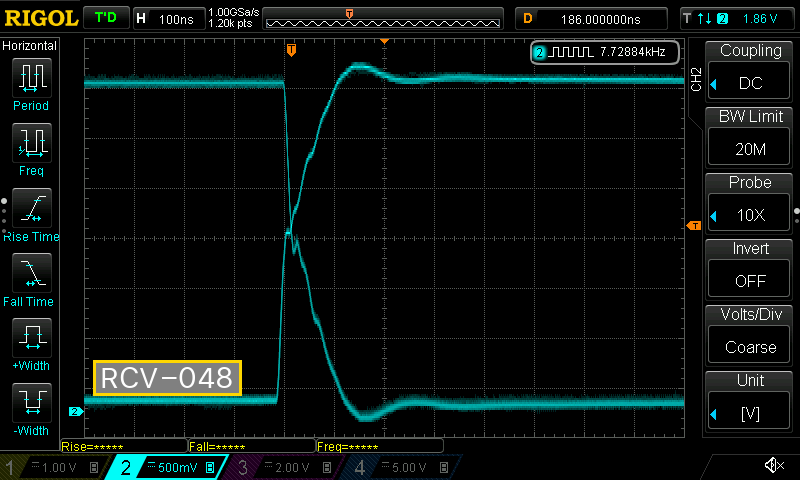 RIGOL T'D H 100ns 1.00GSa/s 1.20k pts D 186.000000ns T 2 1.86 V
Horizontal
Period
Freq
Rise Time
Fall Time
+Width
-Width
T
2 7.72884kHz
T
2
RCV-048
Rise=***** Fall=***** Freq=*****
CH2
Coupling
DC
BW Limit
20M
Probe
10X
Invert
OFF
Volts/Div
Coarse
Unit
[V]
1 1.00 V B 2 500mV B 3 2.00 V B 4 5.00 V B